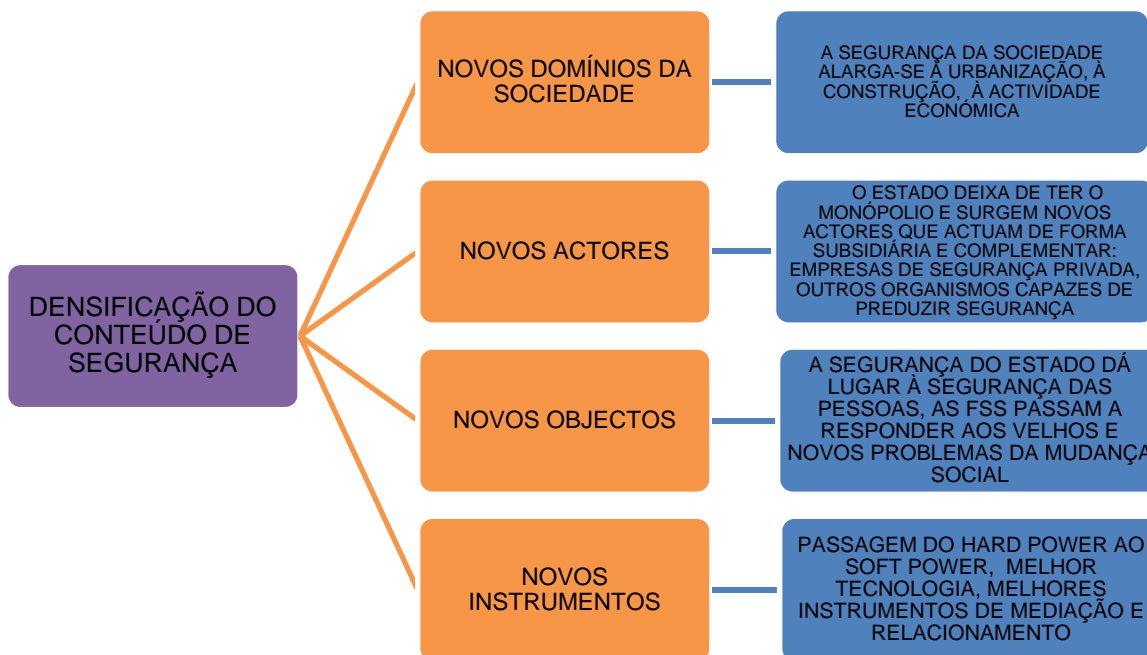 DENSIFICAÇÃO DO
CONTEÚDO DE
SEGURANÇA
NOVOS DOMÍNIOS DA
SOCIEDADE
A SEGURANÇA DA SOCIEDADE
ALARGA-SE À URBANIZAÇÃO, À
CONSTRUÇÃO, À ACTIVIDADE
ECONÓMICA
NOVOS ACTORES
O ESTADO DEIXA DE TER O
MONÓPOLIO E SURGEM NOVOS
ACTORES QUE ACTUAM DE FORMA
SUBSIDIÁRIA E COMPLEMENTAR:
EMPRESAS DE SEGURANÇA PRIVADA,
OUTROS ORGANISMOS CAPAZES DE
PREDUZIR SEGURANÇA
NOVOS OBJECTOS
A SEGURANÇA DO ESTADO DÁ
LUGAR À SEGURANÇA DAS
PESSOAS, AS FSS PASSAM A
RESPONDER AOS VELHOS E
NOVOS PROBLEMAS DA MUDANÇA
SOCIAL
NOVOS
INSTRUMENTOS
PASSAGEM DO HARD POWER AO
SOFT POWER, MELHOR
TECNOLOGIA, MELHORES
INSTRUMENTOS DE MEDIAÇÃO E
RELACIONAMENTO